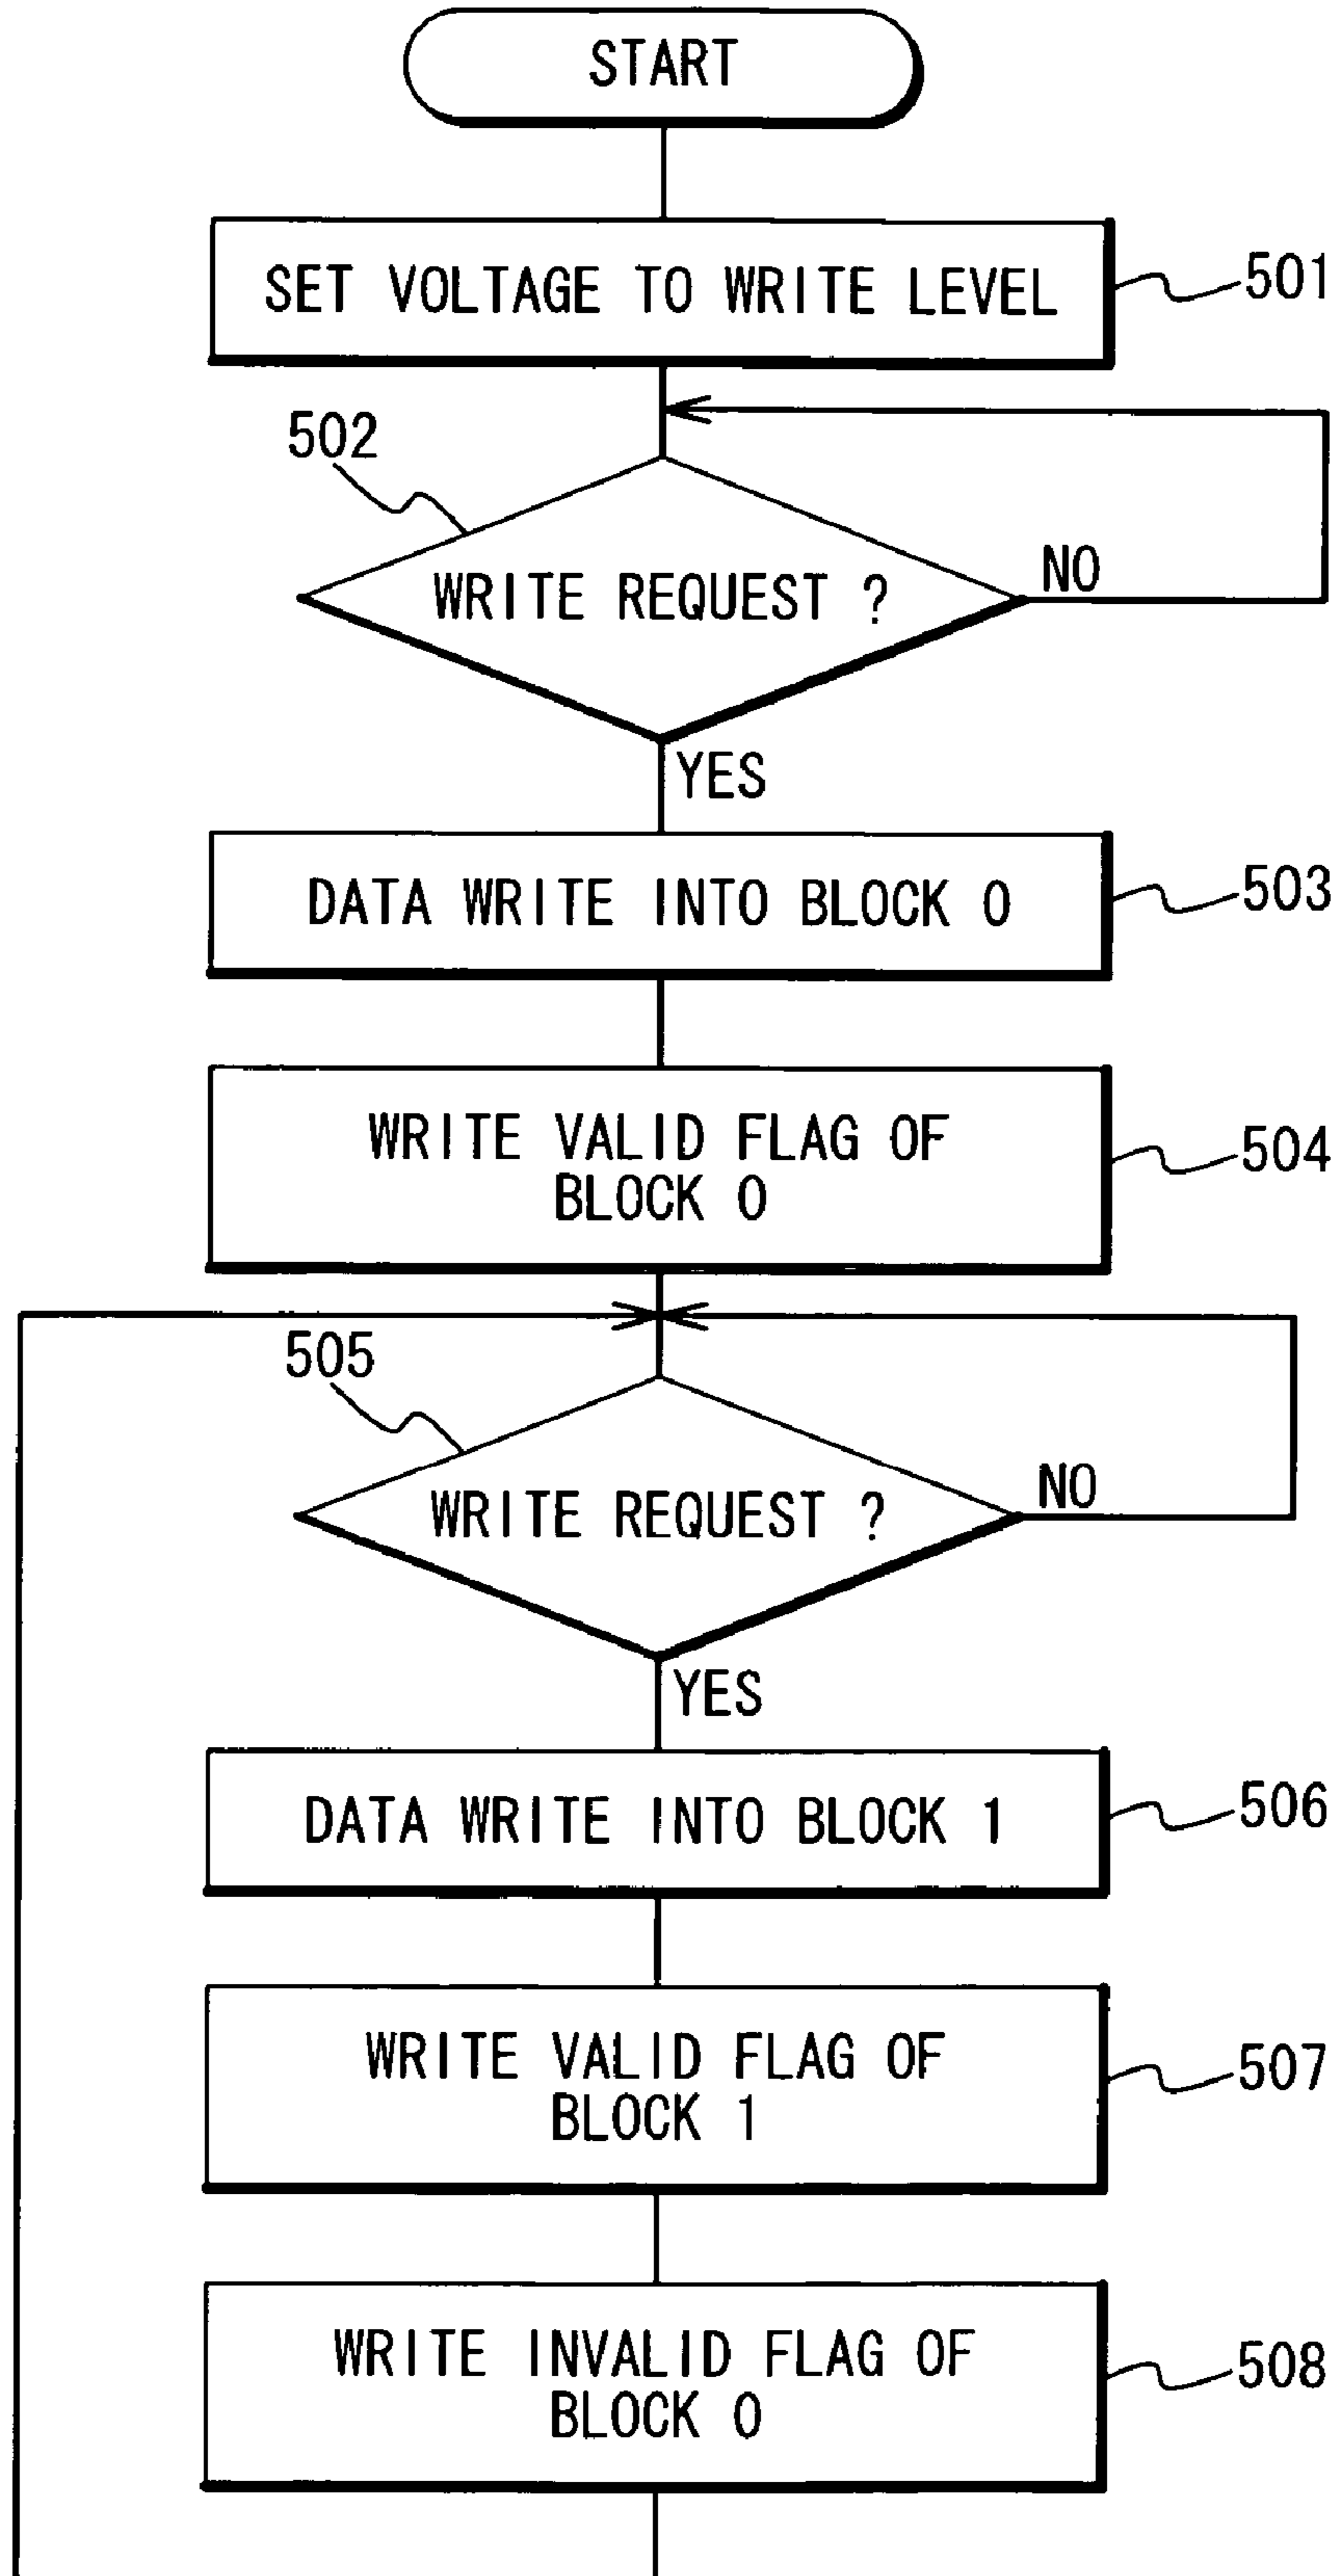 START
SET VOLTAGE TO WRITE LEVEL
501
502
WRITE REQUEST ?
NO
YES
DATA WRITE INTO BLOCK 0
503
WRITE VALID FLAG OF
BLOCK 0
504
505
WRITE REQUEST ?
NO
YES
DATA WRITE INTO BLOCK 1
506
WRITE VALID FLAG OF
BLOCK 1
507
WRITE INVALID FLAG OF
BLOCK 0
508